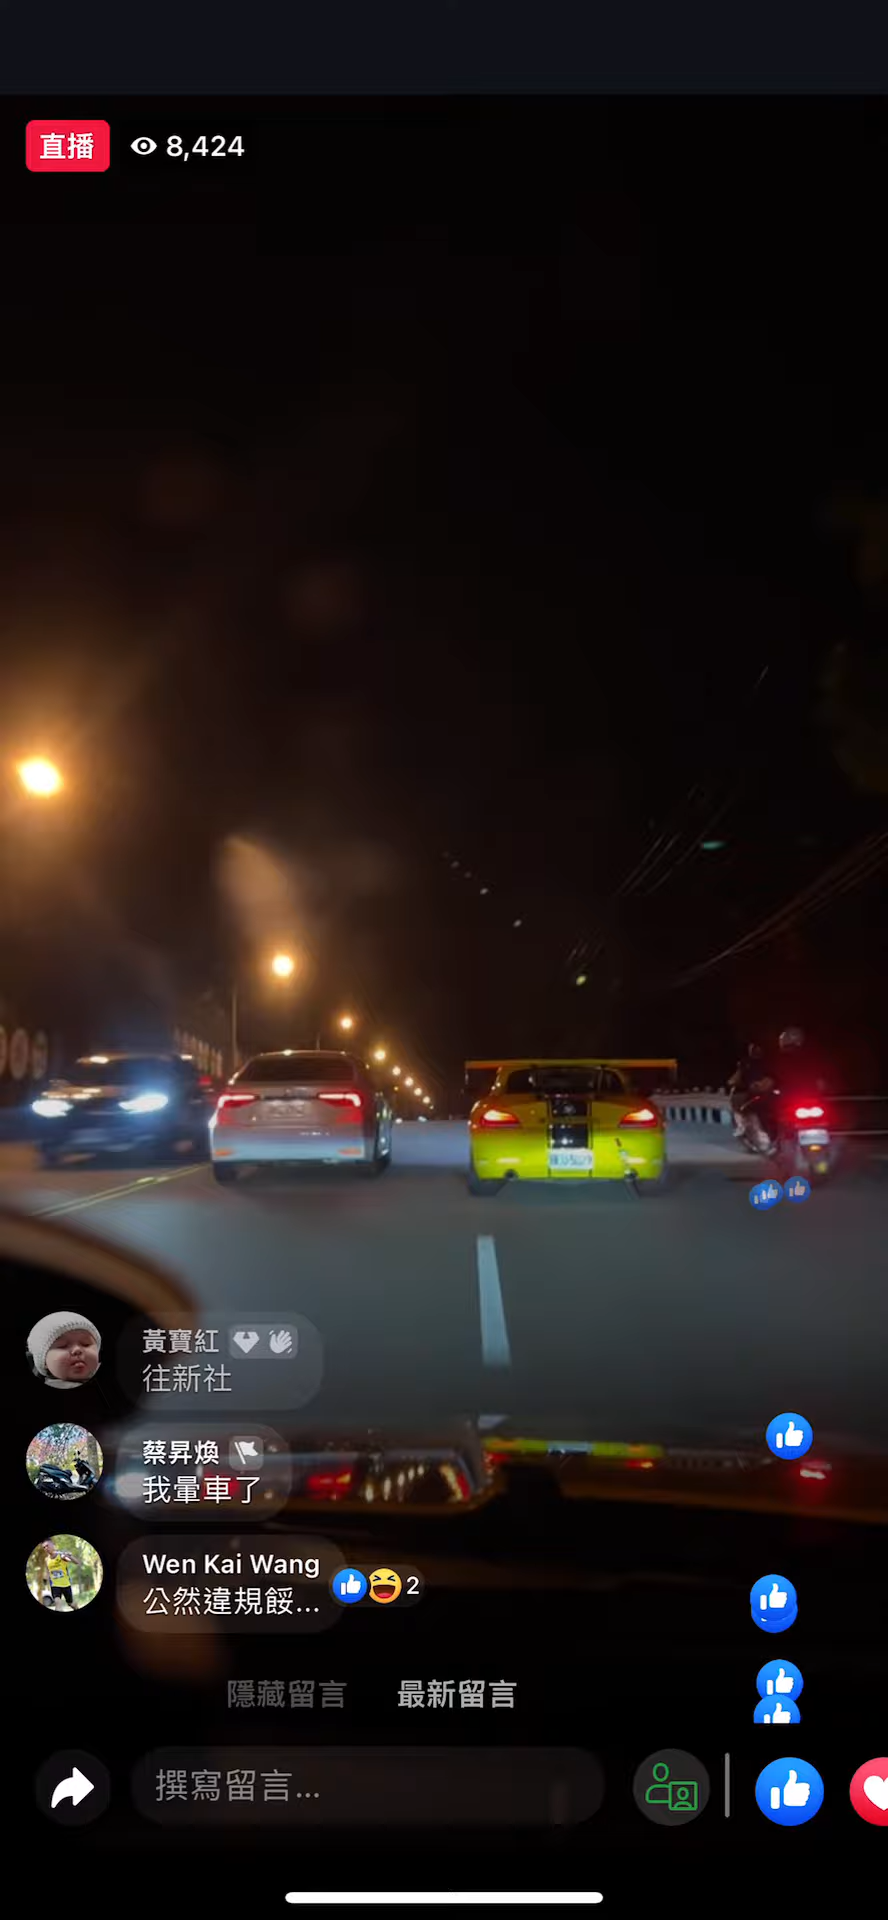 直播
8,424
黃寶紅
往新社
蔡昇煥
我暈車了
Wen Kai Wang
公然違規餒...
2
隱藏留言 最新留言
撰寫留言...